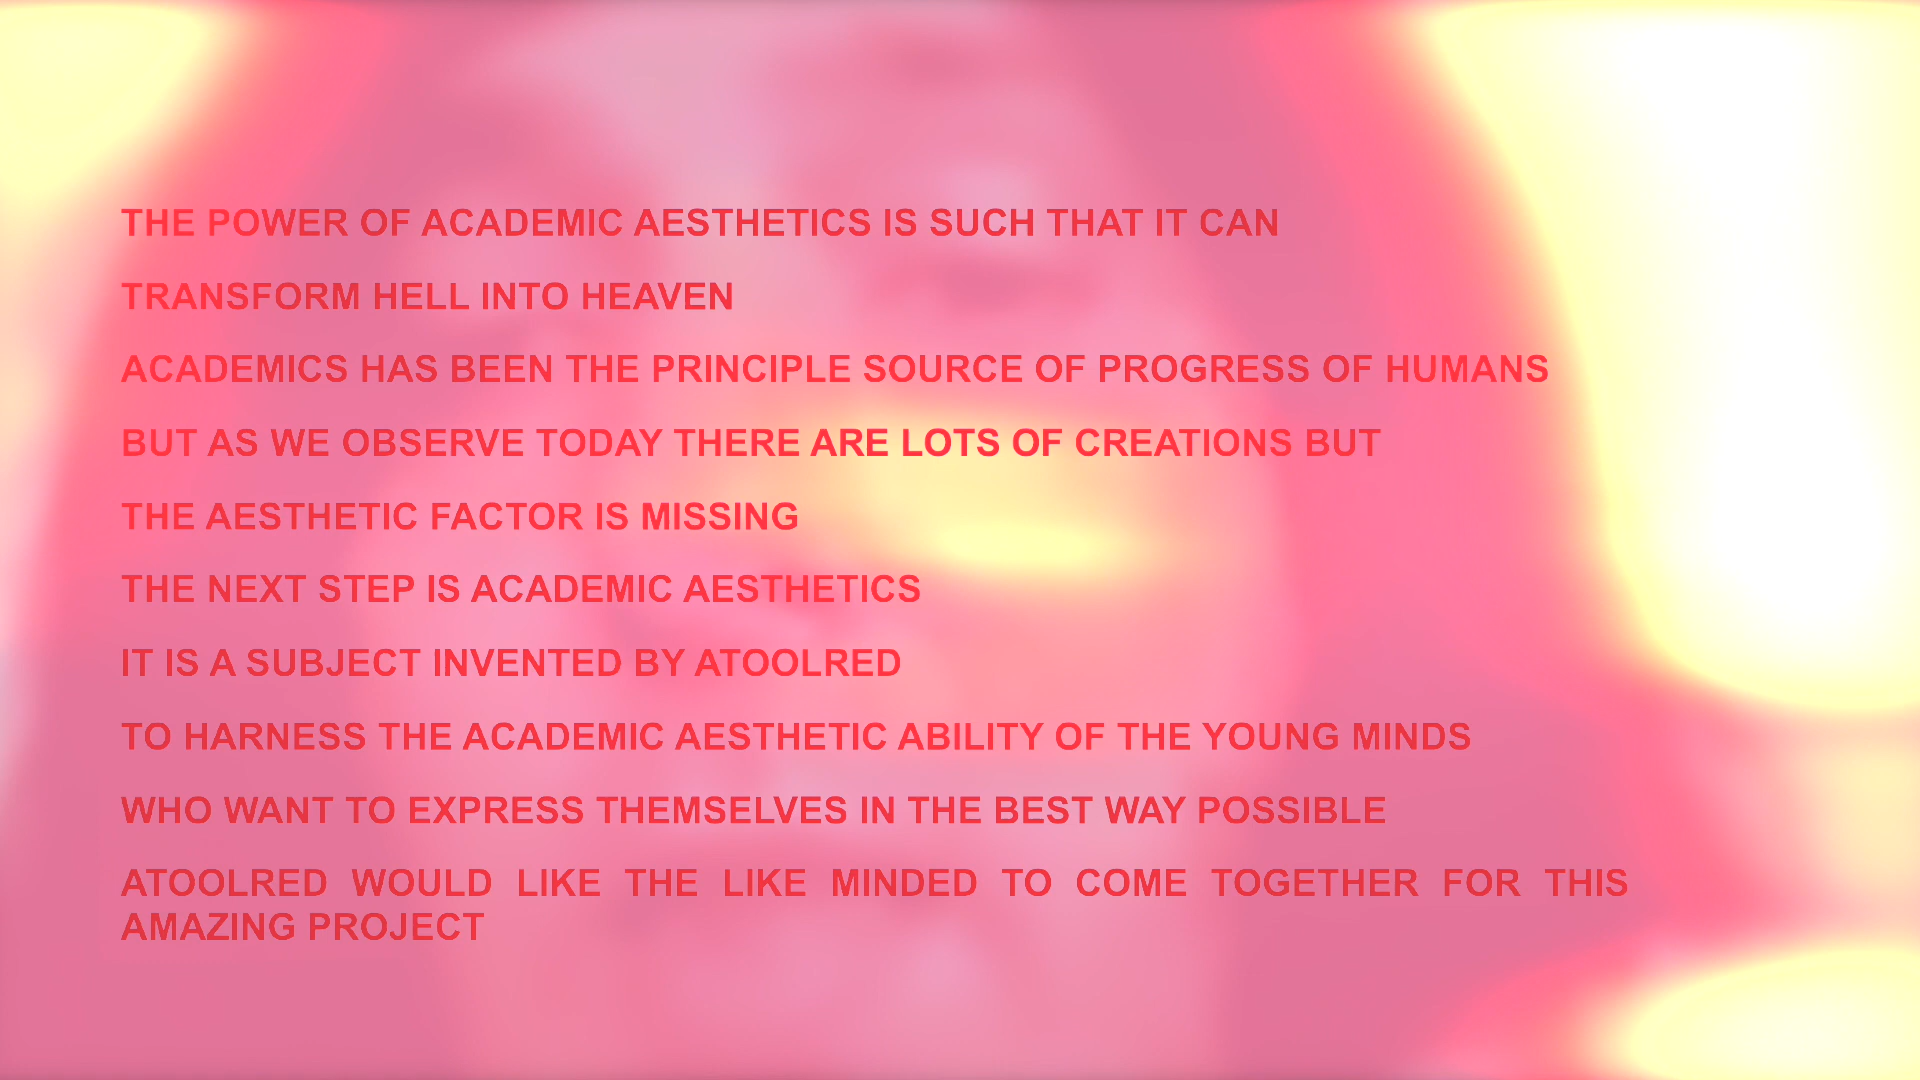 THE POWER OF ACADEMIC AESTHETICS IS SUCH THAT IT CAN
TRANSFORM HELL INTO HEAVEN
ACADEMICS HAS BEEN THE PRINCIPLE SOURCE OF PROGRESS OF HUMANS
BUT AS WE OBSERVE TODAY THERE ARE LOTS OF CREATIONS BUT
THE AESTHETIC FACTOR IS MISSING
THE NEXT STEP IS ACADEMIC AESTHETICS
IT IS A SUBJECT INVENTED BY ATOOLRED
TO HARNESS THE ACADEMIC AESTHETIC ABILITY OF THE YOUNG MINDS
WHO WANT TO EXPRESS THEMSELVES IN THE BEST WAY POSSIBLE
ATOOLRED WOULD LIKE THE LIKE MINDED TO COME TOGETHER FOR THIS
AMAZING PROJECT